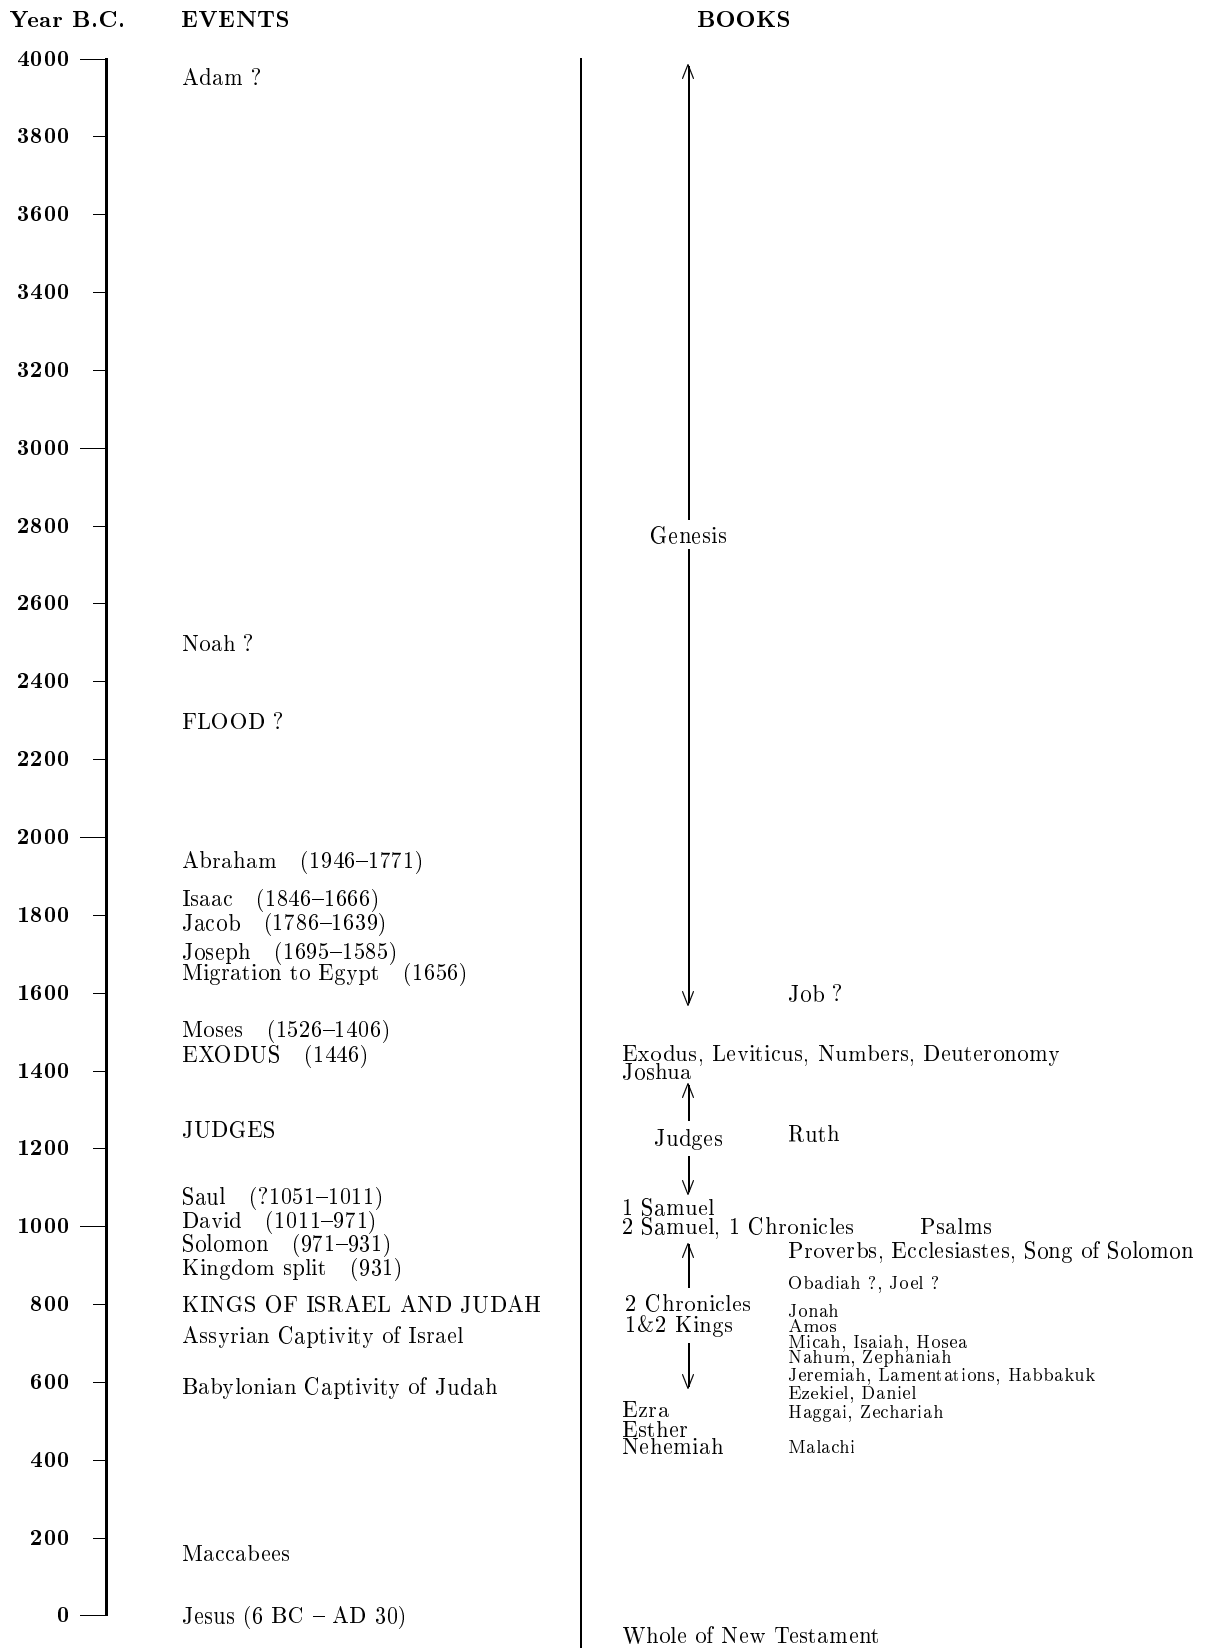 Year B.C. EVENTS BOOKS
4000
Adam ?
3800
3600
3400
3200
3000
2800
Genesis
2600
Noah ?
2400
FLOOD ?
2200
2000
Abraham (1946–1771)
Isaac (1846–1666)
1800
Jacob (1786–1639)
Joseph (1695–1585)
Migration to Egypt (1656)
1600 Job ?
Moses (1526–1406)
EXODUS (1446) Exodus, Leviticus, Numbers, Deuteronomy
1400 Joshua
JUDGES Ruth
1200 Judges
Saul (?1051–1011)
1 Samuel
David (1011–971)
1000 2 Samuel, 1 Chronicles Psalms
Solomon (971–931) Proverbs, Ecclesiastes, Song of Solomon
Kingdom split (931)
Obadiah ?, Joel ?
800 KINGS OF ISRAEL AND JUDAH 2 Chronicles
Jonah
1&2 Kings Amos
Assyrian Captivity of Israel Micah, Isaiah, Hosea
Nahum, Zephaniah
Jeremiah, Lamentations, Habbakuk
600 Babylonian Captivity of Judah
Ezekiel, Daniel
Ezra Haggai, Zechariah
Esther
Nehemiah Malachi
400
200
Maccabees
0 Jesus (6 BC – AD 30)
Whole of New Testament